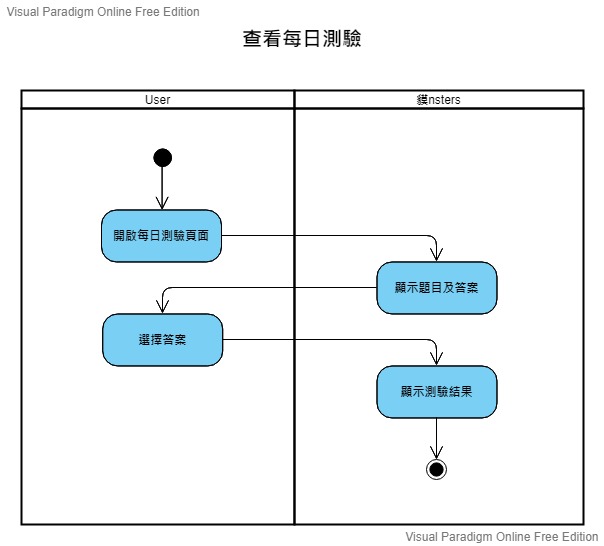 Visual Paradigm Online Free Edition
查看每日測驗
User
貘nsters
開啟每日測驗頁面
顯示題目及答案
選擇答案
顯示測驗結果
Visual Paradigm Online Free Edition